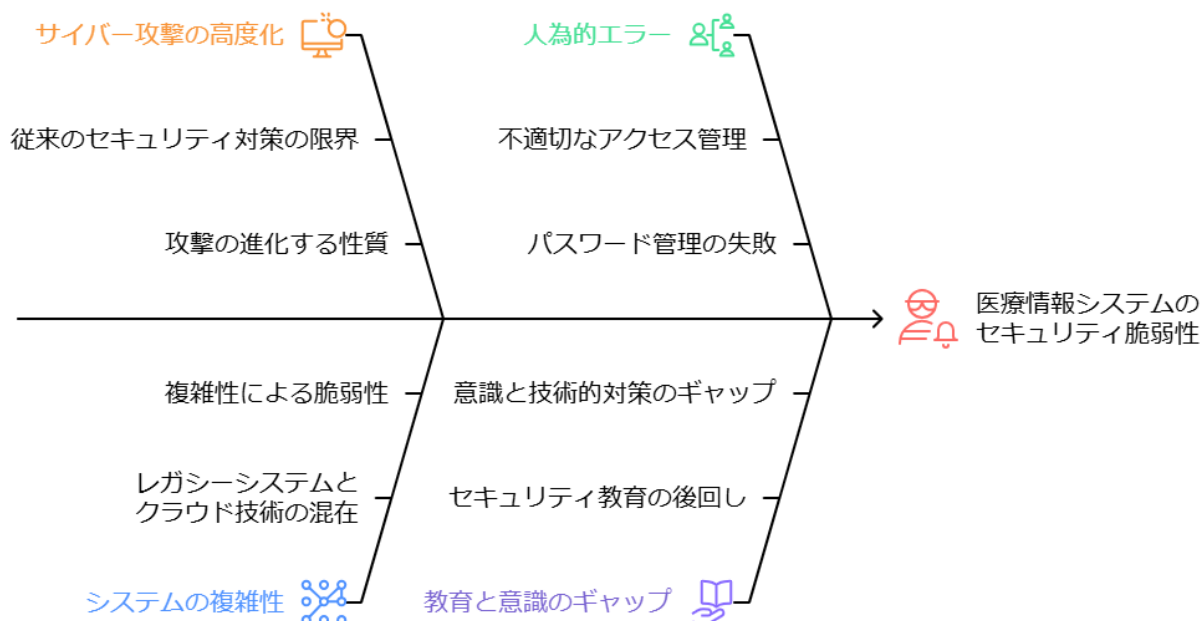 サイバー攻撃の高度化
人為的エラー
従来のセキュリティ対策の限界
不適切なアクセス管理
攻撃の進化する性質
パスワード管理の失敗
医療情報システムの
セキュリティ脆弱性
複雑性による脆弱性
意識と技術的対策のギャップ
レガシーシステムと
クラウド技術の混在
セキュリティ教育の後回し
システムの複雑性
教育と意識のギャップ